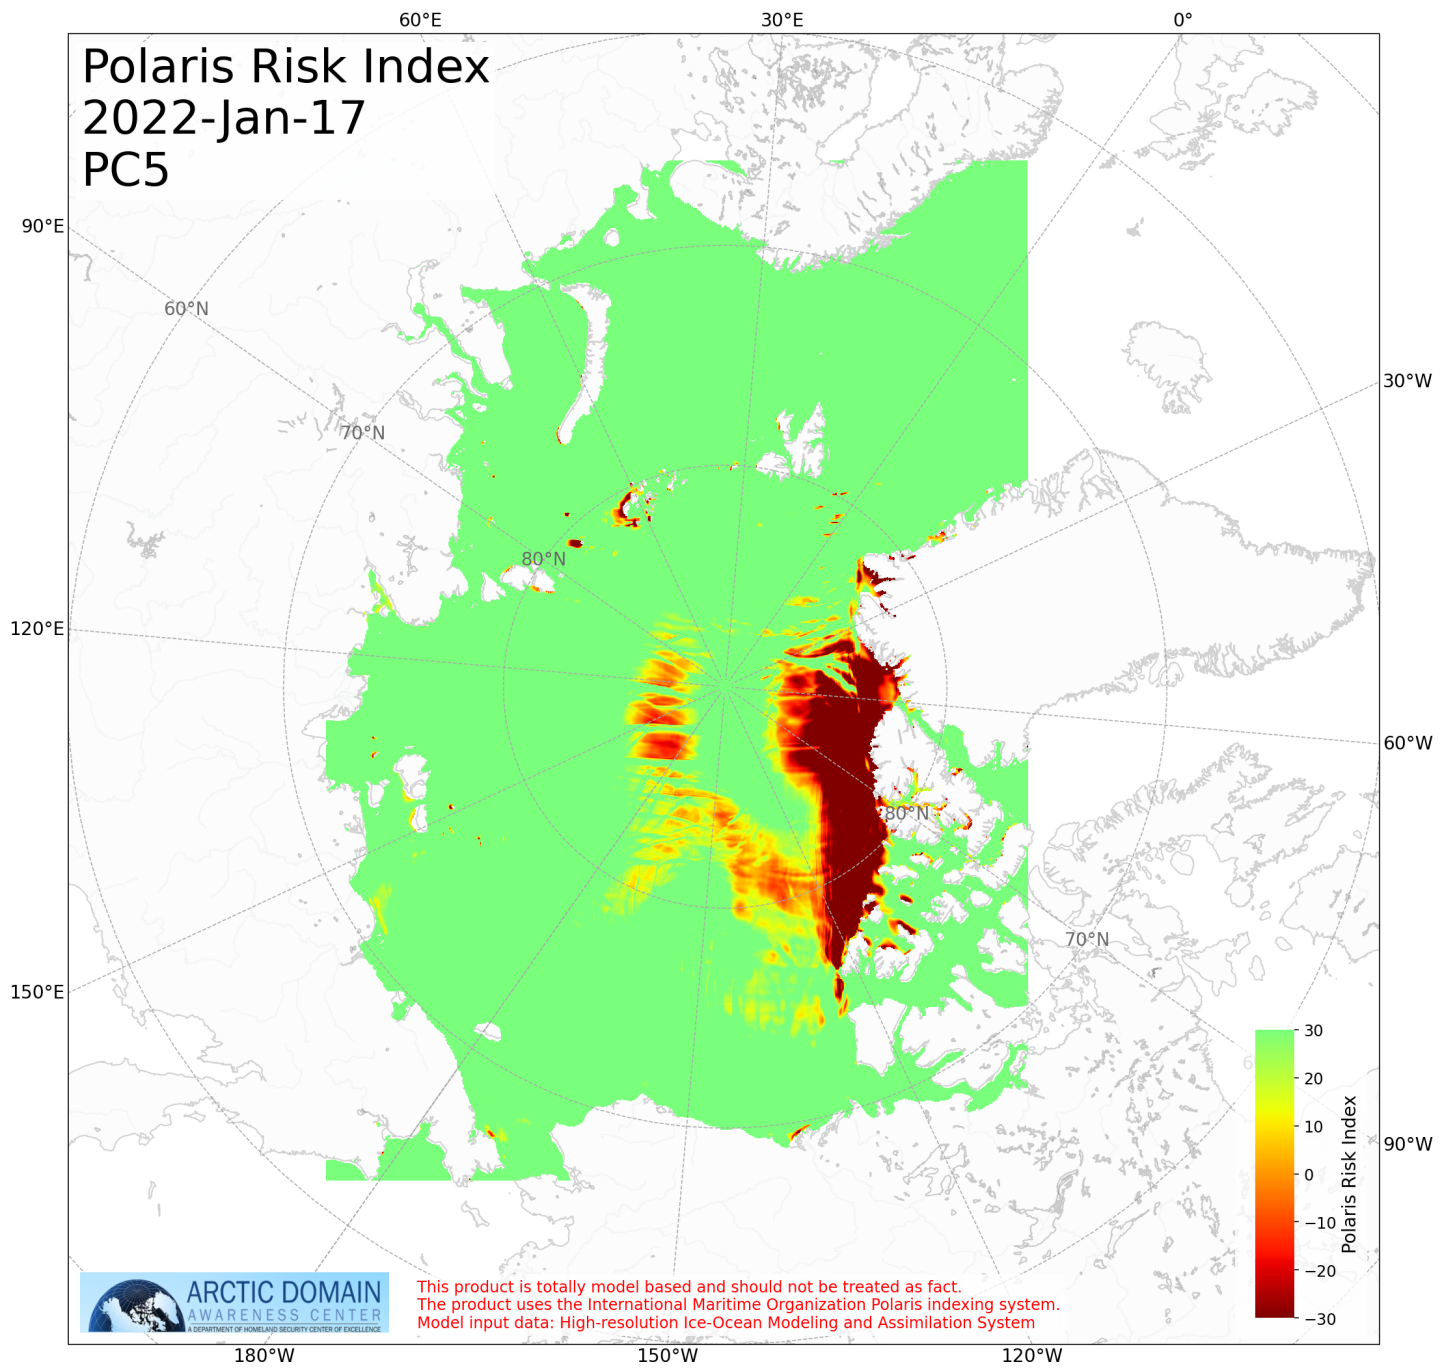 60°E 30°E 0°
Polaris Risk Index
2022-Jan-17
PC5
90°E
60°N
30°W
70°N
80°N
120°E
60°W
80°N
70°N
150°E
30
20
10
0
−10
−20
−30
Polaris Risk Index
90°W
ARCTIC DOMAIN
AWARENESS CENTER
A DEPARTMENT OF HOMELAND SECURITY CENTER OF EXCELLENCE
This product is totally model based and should not be treated as fact.
The product uses the International Maritime Organization Polaris indexing system.
Model input data: High-resolution Ice-Ocean Modeling and Assimilation System
180°W 150°W 120°W